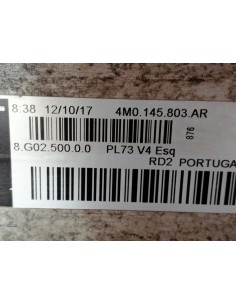 8:38 12/10/17 4M0.145.803.AR
876
8.G02.500.0.0 PL73 V4 Esq
RD2 PORTUGA